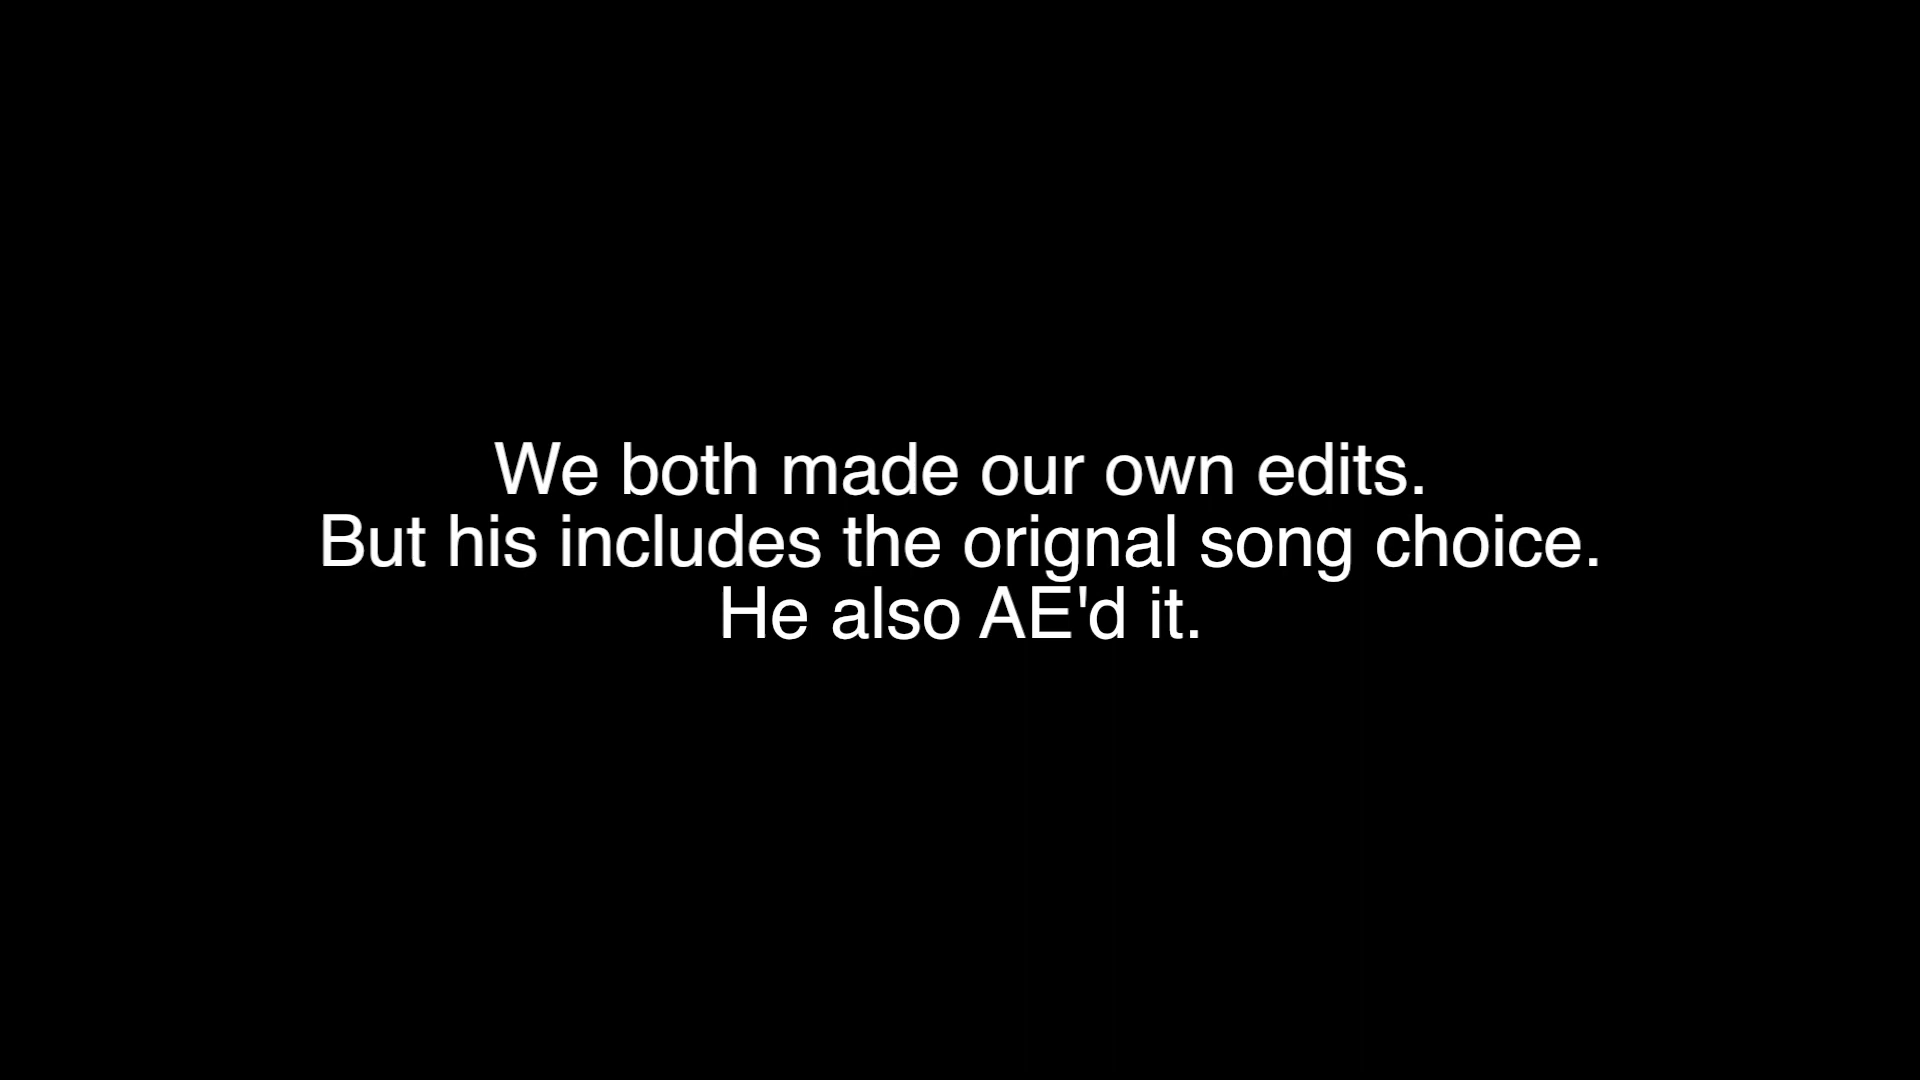 We both made our own edits.
But his includes the orignal song choice.
He also AE'd it.